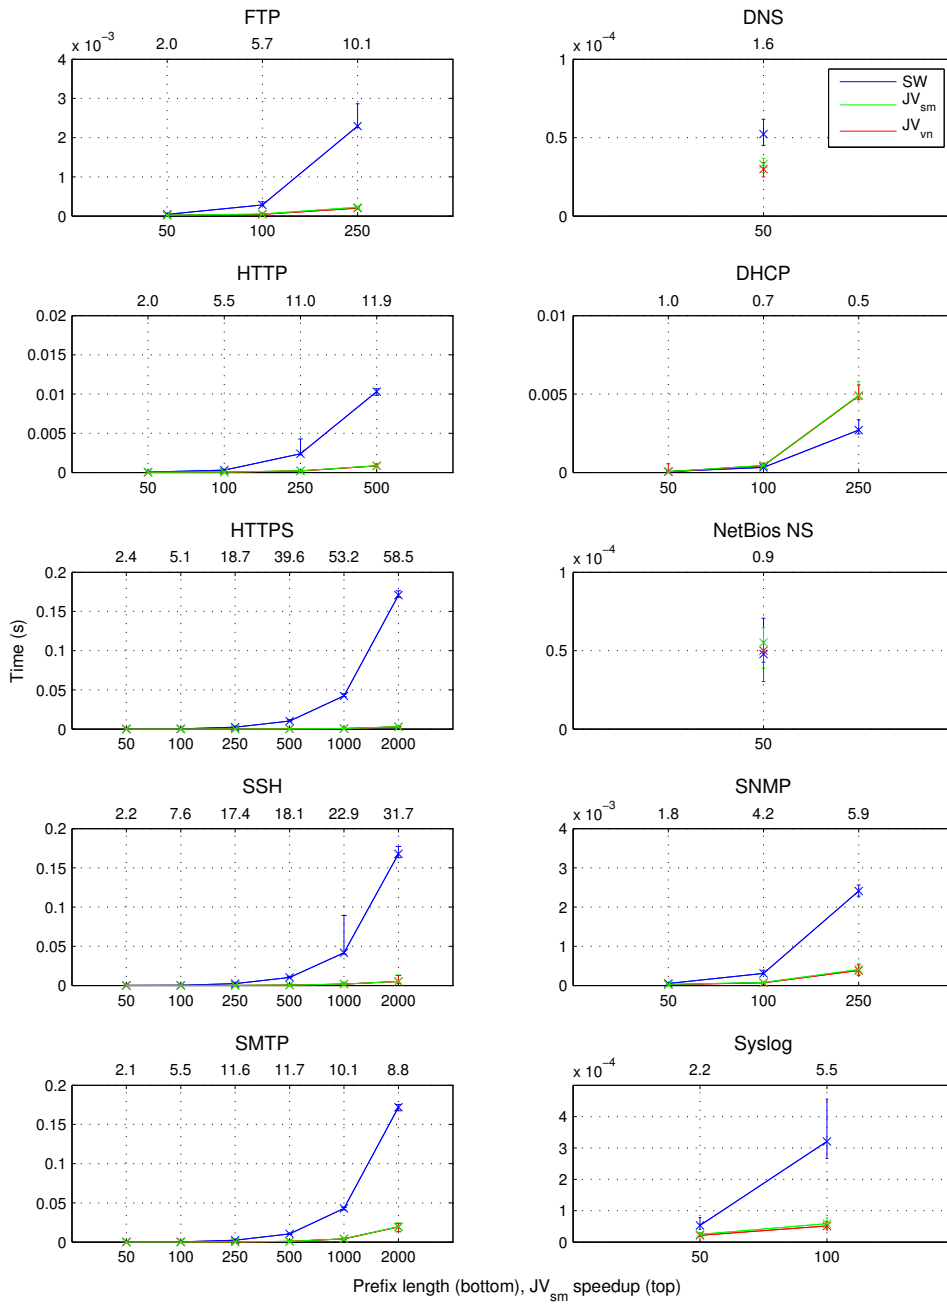 FTP
x 10⁻³ 2.0 5.7 10.1
4
3
2
1
0
50 100 250
DNS
x 10⁻⁴ 1.6
1
0.5
0
50
SW
JV_sm
JV_vn
HTTP
2.0 5.5 11.0 11.9
0.02
0.015
0.01
0.005
0
50 100 250 500
DHCP
1.0 0.7 0.5
0.01
0.005
0
50 100 250
HTTPS
2.4 5.1 18.7 39.6 53.2 58.5
0.2
0.15
0.1
0.05
0
50 100 250 500 1000 2000
Time (s)
NetBios NS
x 10⁻⁴ 0.9
1
0.5
0
50
SSH
2.2 7.6 17.4 18.1 22.9 31.7
0.2
0.15
0.1
0.05
0
50 100 250 500 1000 2000
SNMP
x 10⁻³ 1.8 4.2 5.9
4
3
2
1
0
50 100 250
SMTP
2.1 5.5 11.6 11.7 10.1 8.8
0.2
0.15
0.1
0.05
0
50 100 250 500 1000 2000
Syslog
x 10⁻⁴ 2.2 5.5
4
3
2
1
0
50 100
Prefix length (bottom), JV_sm speedup (top)